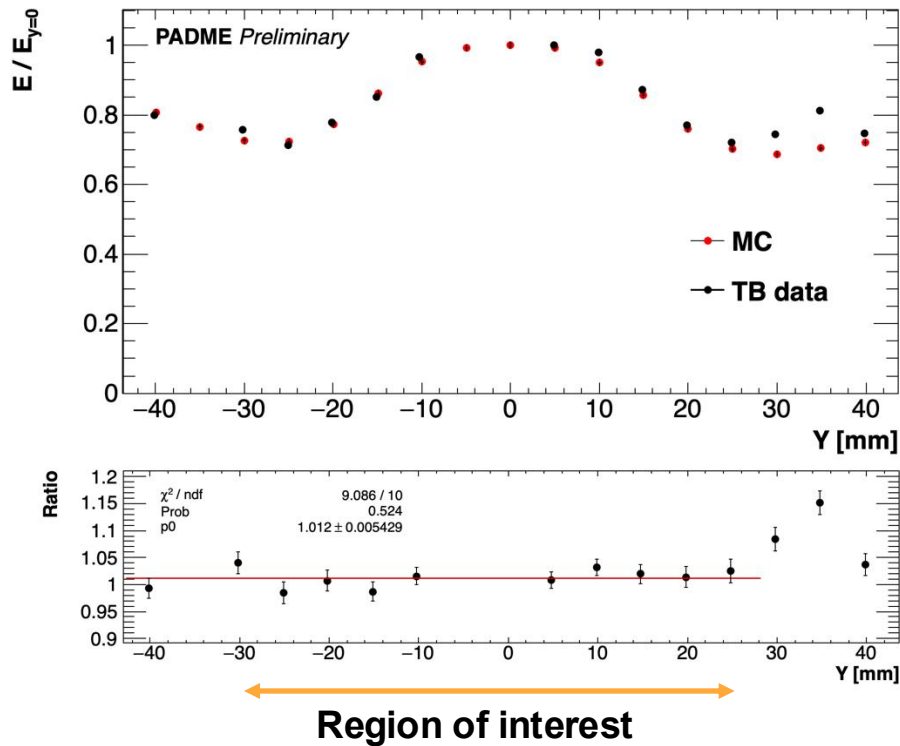 E / E_{y=0}
PADME Preliminary
1
0.8
0.6
0.4
0.2
0
MC
TB data
−40 −30 −20 −10 0 10 20 30 40
Y [mm]
Ratio
1.2
1.15
1.1
1.05
1
0.95
0.9
χ² / ndf 9.086 / 10
Prob 0.524
p0 1.012 ± 0.005429
−40 −30 −20 −10 0 10 20 30 40
Y [mm]
Region of interest